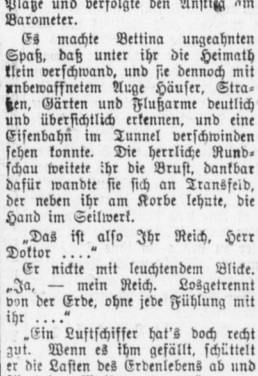 Platze und verfolgte den Anstieg am
Barometer.
Es machte Bettina ungeahnten
Spaß, daß unter ihr die Heimath
klein verschwand, und sie dennoch mit
unbewaffnetem Auge Häuser, Stra-
ßen, Gärten und Flußarme deutlich
und übersichtlich erkennen, und eine
Eisenbahn im Tunnel verschwinden
sehen konnte. Die herrliche Rund-
schau weitete ihr die Brust, dankbar
dafür wandte sie sich an Transfeld,
der neben ihr am Korbe lehnte, die
Hand im Seilwerk.
„Das ist also Ihr Reich, Herr
Doktor ....“
Er nickte mit leuchtendem Blicke.
„Ja, — mein Reich. Losgetrennt
von der Erde, ohne jede Fühlung mit
ihr ....“
„Ein Luftschiffer hat's doch recht
gut. Wenn es ihm gefällt, schüttelt
er die Lasten des Erdenlebens ab und